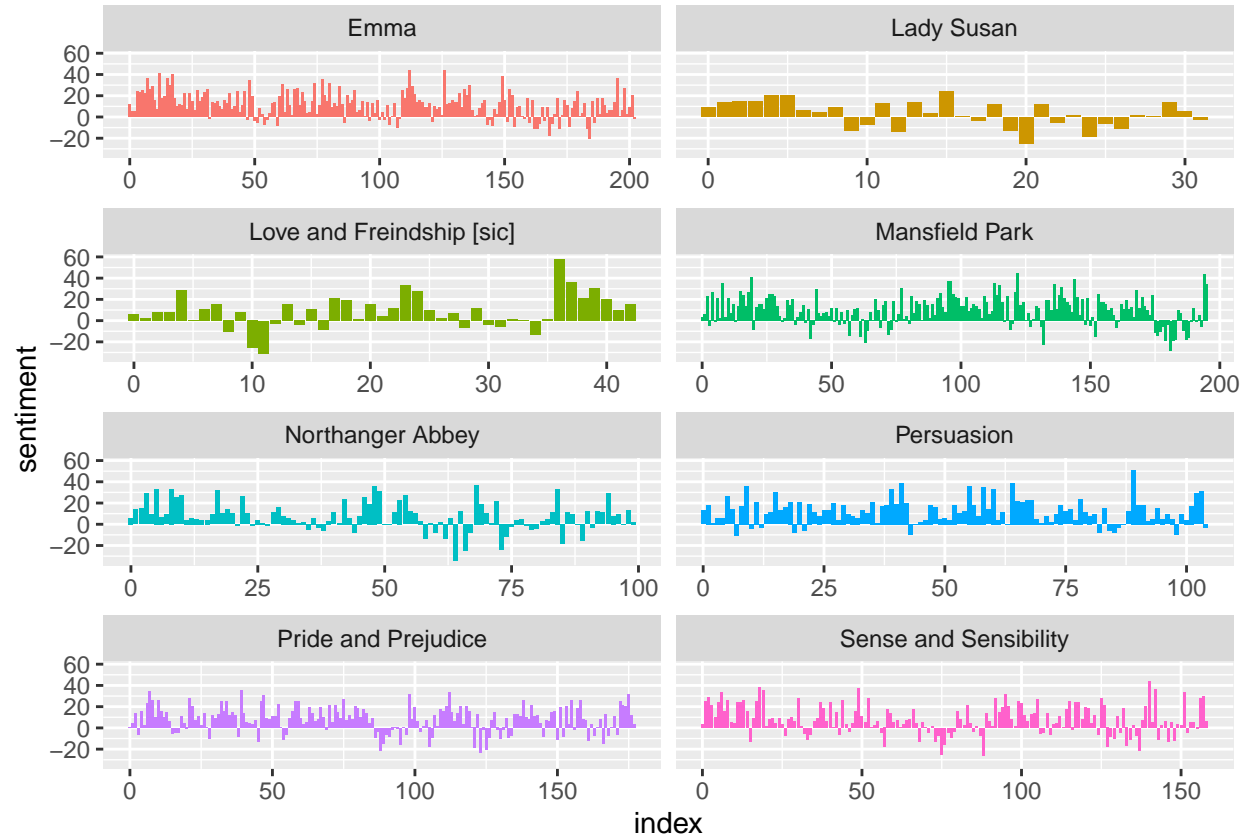 Emma
Lady Susan
60
40
20
0
−20
0 50 100 150 200
0 10 20 30
Love and Freindship [sic]
Mansfield Park
60
40
20
0
−20
0 10 20 30 40
0 50 100 150 200
Northanger Abbey
Persuasion
60
40
20
0
−20
0 25 50 75 100
0 25 50 75 100
Pride and Prejudice
Sense and Sensibility
60
40
20
0
−20
0 50 100 150
0 50 100 150
sentiment
index